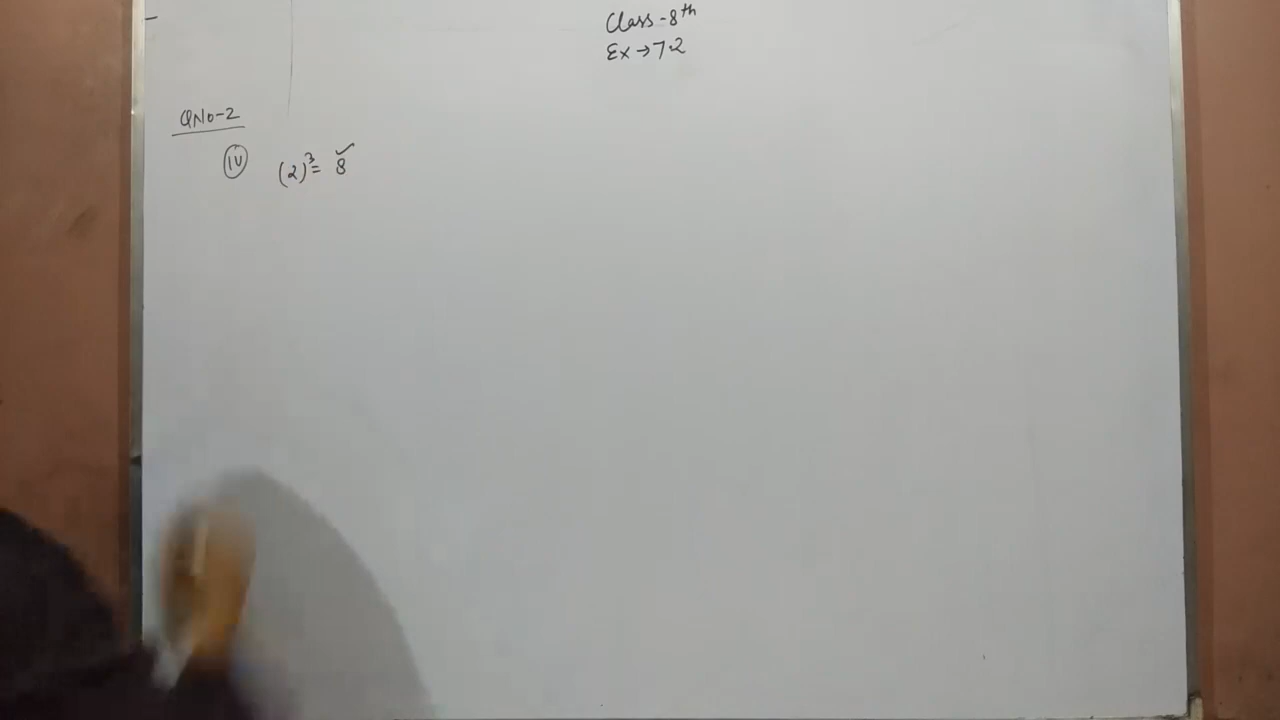 Class-8th
Ex→7.2
QNo-2
(iv) (2)³= 8 ✓